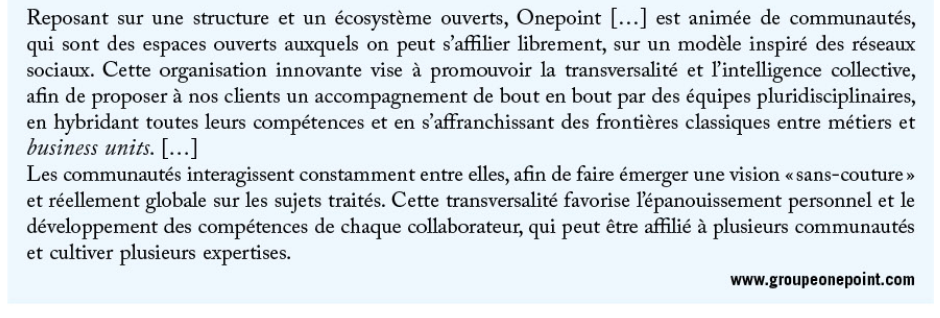 Reposant sur une structure et un écosystème ouverts, Onepoint […] est animée de communautés,
qui sont des espaces ouverts auxquels on peut s’affilier librement, sur un modèle inspiré des réseaux
sociaux. Cette organisation innovante vise à promouvoir la transversalité et l’intelligence collective,
afin de proposer à nos clients un accompagnement de bout en bout par des équipes pluridisciplinaires,
en hybridant toutes leurs compétences et en s’affranchissant des frontières classiques entre métiers et
business units. […]
Les communautés interagissent constamment entre elles, afin de faire émerger une vision «sans-couture»
et réellement globale sur les sujets traités. Cette transversalité favorise l’épanouissement personnel et le
développement des compétences de chaque collaborateur, qui peut être affilié à plusieurs communautés
et cultiver plusieurs expertises.
www.groupeonepoint.com